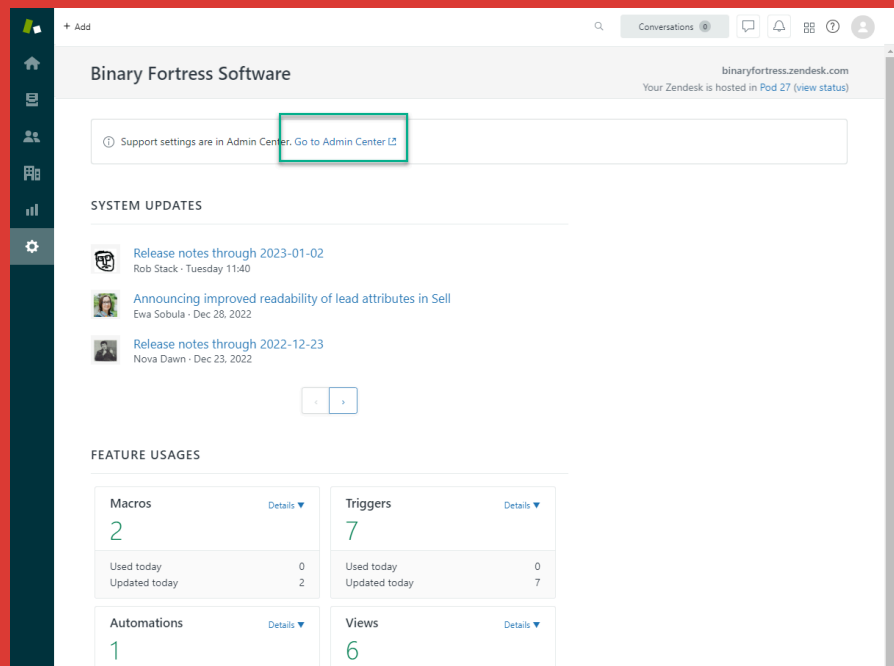 + Add
Conversations 0
Binary Fortress Software
binaryfortress.zendesk.com
Your Zendesk is hosted in Pod 27 (view status)
Support settings are in Admin Center. Go to Admin Center
SYSTEM UPDATES
Release notes through 2023-01-02
Rob Stack · Tuesday 11:40
Announcing improved readability of lead attributes in Sell
Ewa Sobula · Dec 28, 2022
Release notes through 2022-12-23
Nova Dawn · Dec 23, 2022
FEATURE USAGES
Macros Details ▼
2
Used today 0
Updated today 2
Triggers Details ▼
7
Used today 0
Updated today 7
Automations Details ▼
1
Views Details ▼
6